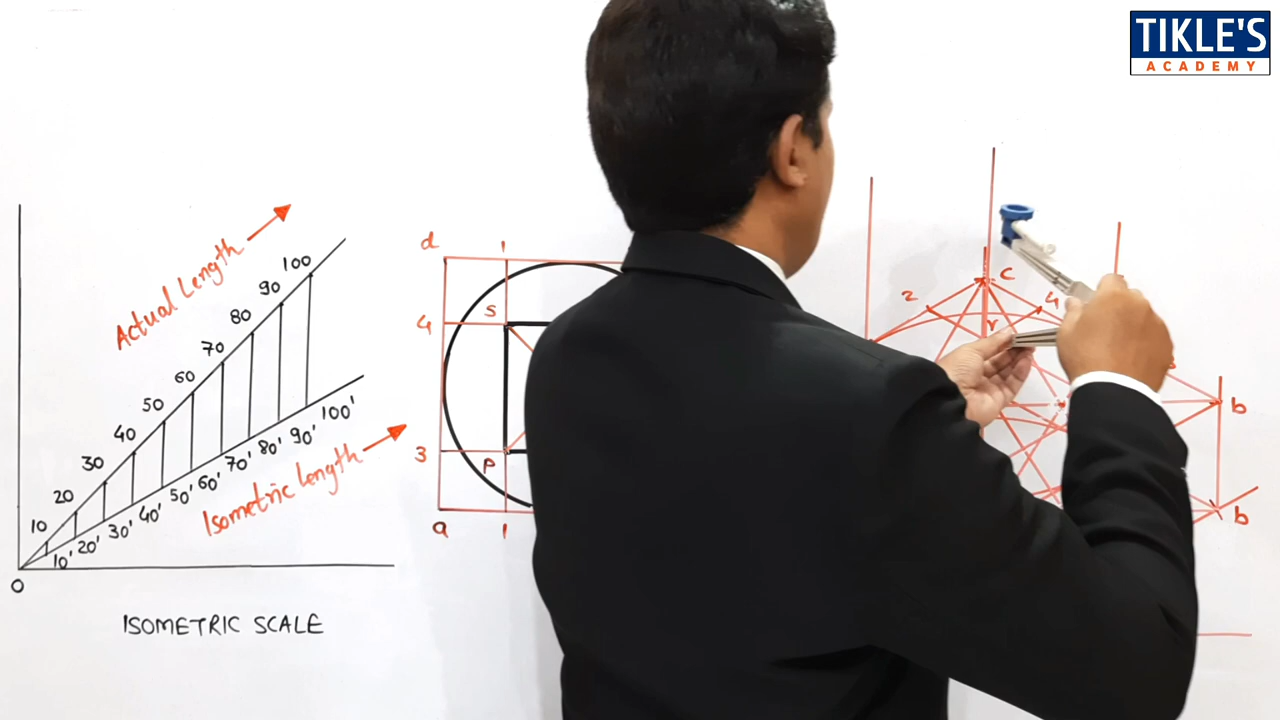 TIKLE'S
ACADEMY
Actual Length
10
20
30
40
50
60
70
80
90
100
10'
20'
30'
40'
50'
60'
70'
80'
90'
100'
Isometric Length
O
ISOMETRIC SCALE
d
1
4
S
3
P
a
1
2
C
4
r
b
b